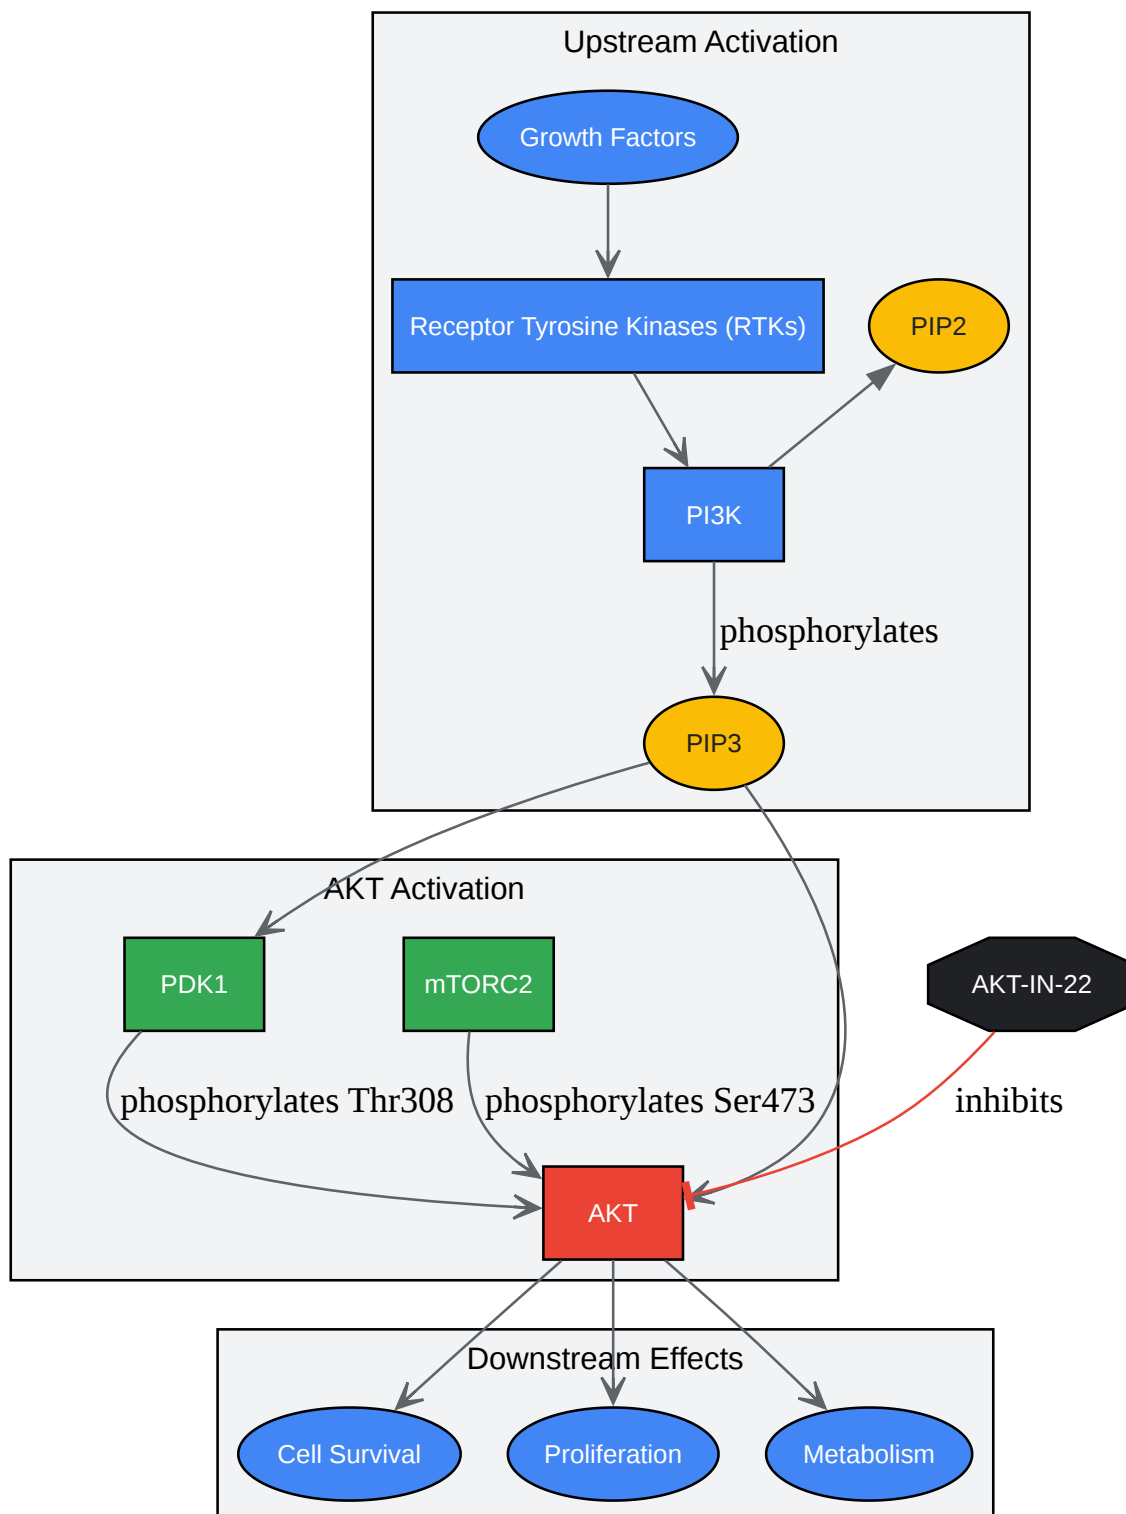 Upstream Activation
Growth Factors
Receptor Tyrosine Kinases (RTKs)
PIP2
PI3K
phosphorylates
PIP3
AKT Activation
PDK1
mTORC2
AKT-IN-22
phosphorylates Thr308
phosphorylates Ser473
inhibits
AKT
Downstream Effects
Cell Survival
Proliferation
Metabolism